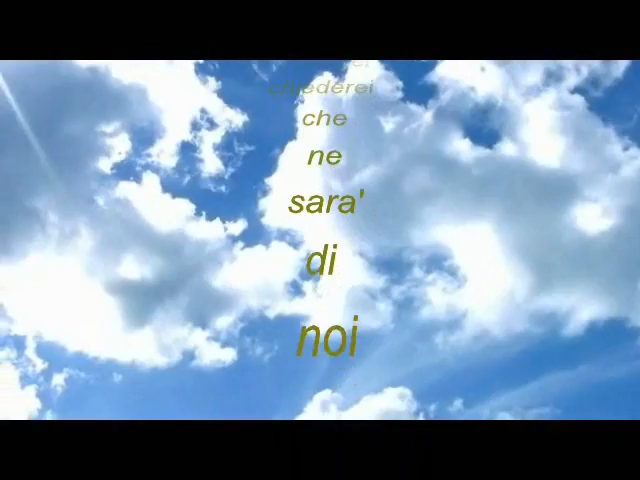 chiederei
che
ne
sara'
di
noi